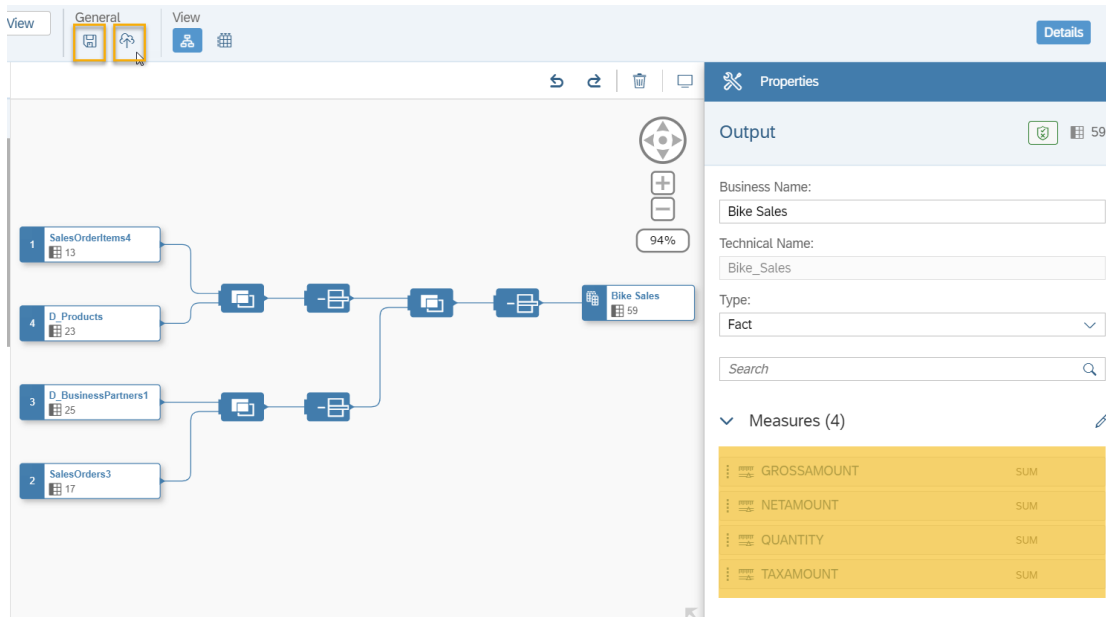 View
General
View
Details
Properties
Output
59
Business Name:
Bike Sales
Technical Name:
Bike_Sales
Type:
Fact
Search
Measures (4)
GROSSAMOUNT SUM
NETAMOUNT SUM
QUANTITY SUM
TAXAMOUNT SUM
94%
1 SalesOrderItems4
13
4 D_Products
23
3 D_BusinessPartners1
25
2 SalesOrders3
17
Bike Sales
59